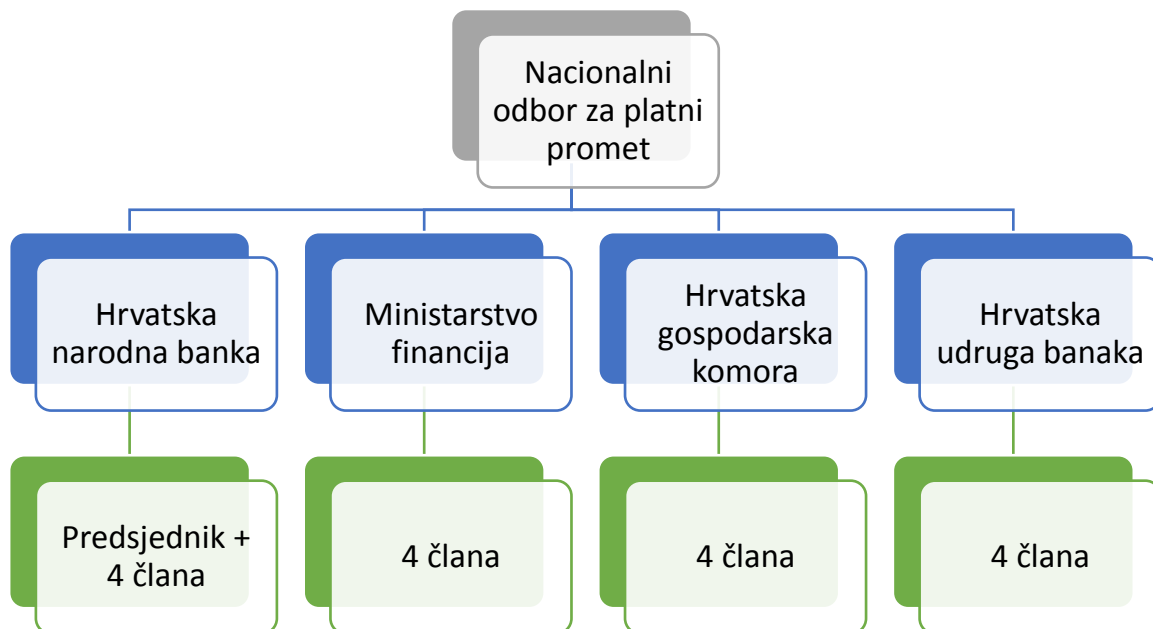 Nacionalni
odbor za platni
promet
Hrvatska
narodna banka
Ministarstvo
financija
Hrvatska
gospodarska
komora
Hrvatska
udruga banaka
Predsjednik +
4 člana
4 člana
4 člana
4 člana